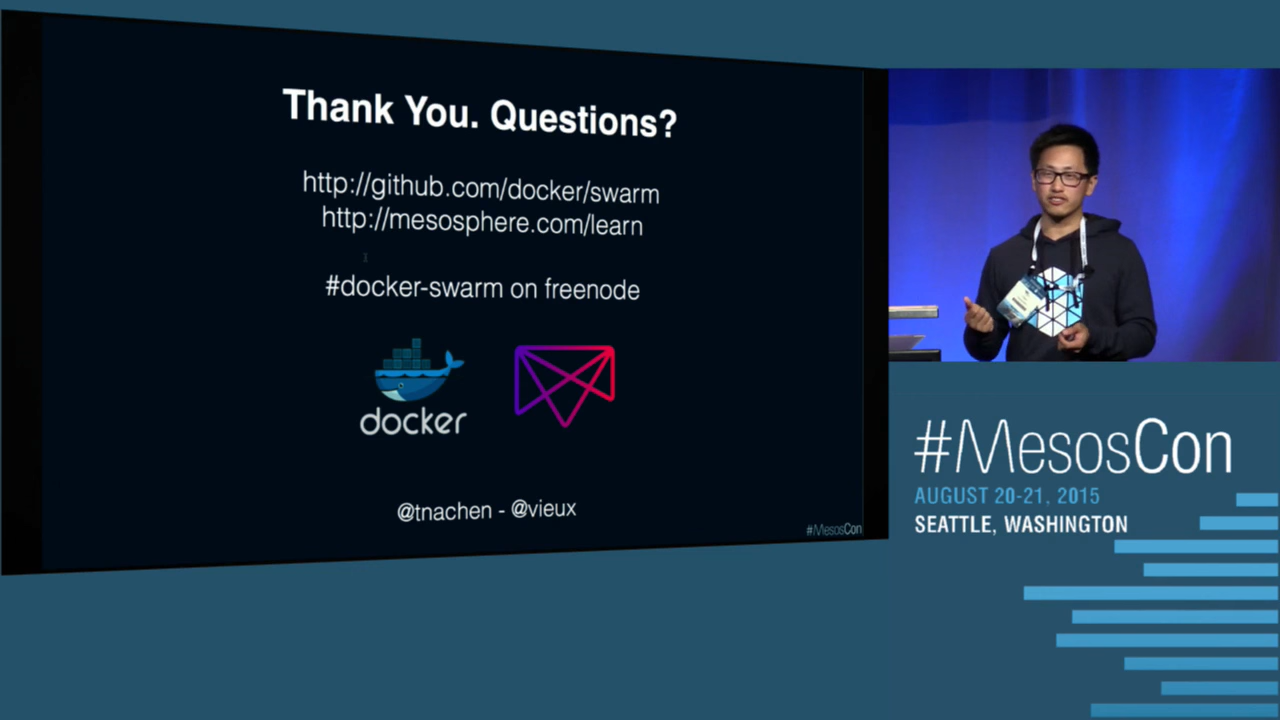 Thank You. Questions?
http://github.com/docker/swarm
http://mesosphere.com/learn
#docker-swarm on freenode
docker
@tnachen - @vieux
#MesosCon
#MesosCon
AUGUST 20-21, 2015
SEATTLE, WASHINGTON